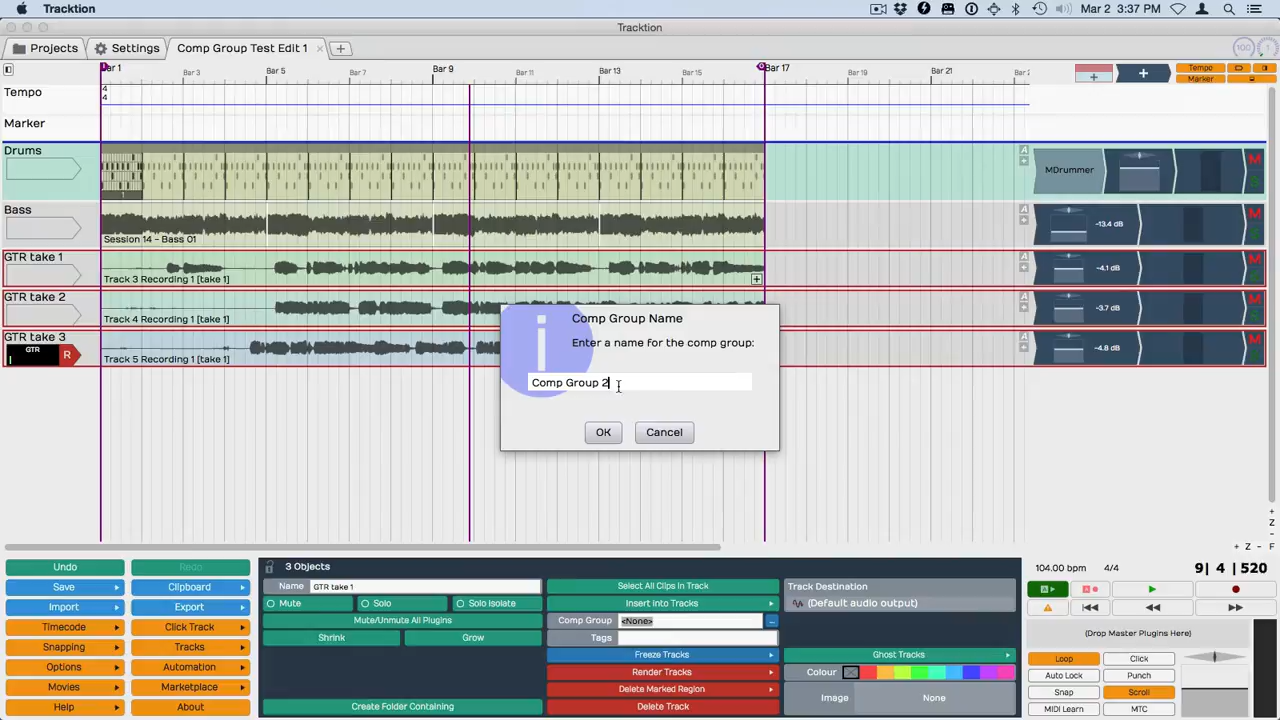 Tracktion
Mar 2 3:37 PM
Tracktion
Projects
Settings
Comp Group Test Edit 1
100
1
Bar 1
Bar 3
Bar 5
Bar 7
Bar 9
Bar 11
Bar 13
Bar 15
Bar 17
Bar 19
Bar 21
Tempo
Marker
Tempo
4
4
Marker
Drums
1
MDrummer
A
M
S
Bass
Session 14 - Bass 01
A
-13.4 dB
M
S
GTR take 1
Track 3 Recording 1 [take 1]
A
-4.1 dB
M
S
GTR take 2
Track 4 Recording 1 [take 1]
A
-3.7 dB
M
S
GTR take 3
GTR
R
Track 5 Recording 1 [take 1]
A
-4.8 dB
M
S
Comp Group Name
Enter a name for the comp group:
Comp Group 2
OK
Cancel
+ Z - F
Undo
Redo
Save
Clipboard
Import
Export
Timecode
Click Track
Snapping
Tracks
Options
Automation
Movies
Marketplace
Help
About
3 Objects
Name
GTR take 1
Mute
Solo
Solo Isolate
Mute/Unmute All Plugins
Shrink
Grow
Create Folder Containing
Select All Clips In Track
Insert Into Tracks
Comp Group
<None>
...
Tags
Freeze Tracks
Render Tracks
Delete Marked Region
Delete Track
Track Destination
(Default audio output)
Ghost Tracks
Colour
Image
None
104.00 bpm
4/4
9| 4 |520
A
A
(Drop Master Plugins Here)
Loop
Click
Auto Lock
Punch
Snap
Scroll
MIDI Learn
MTC